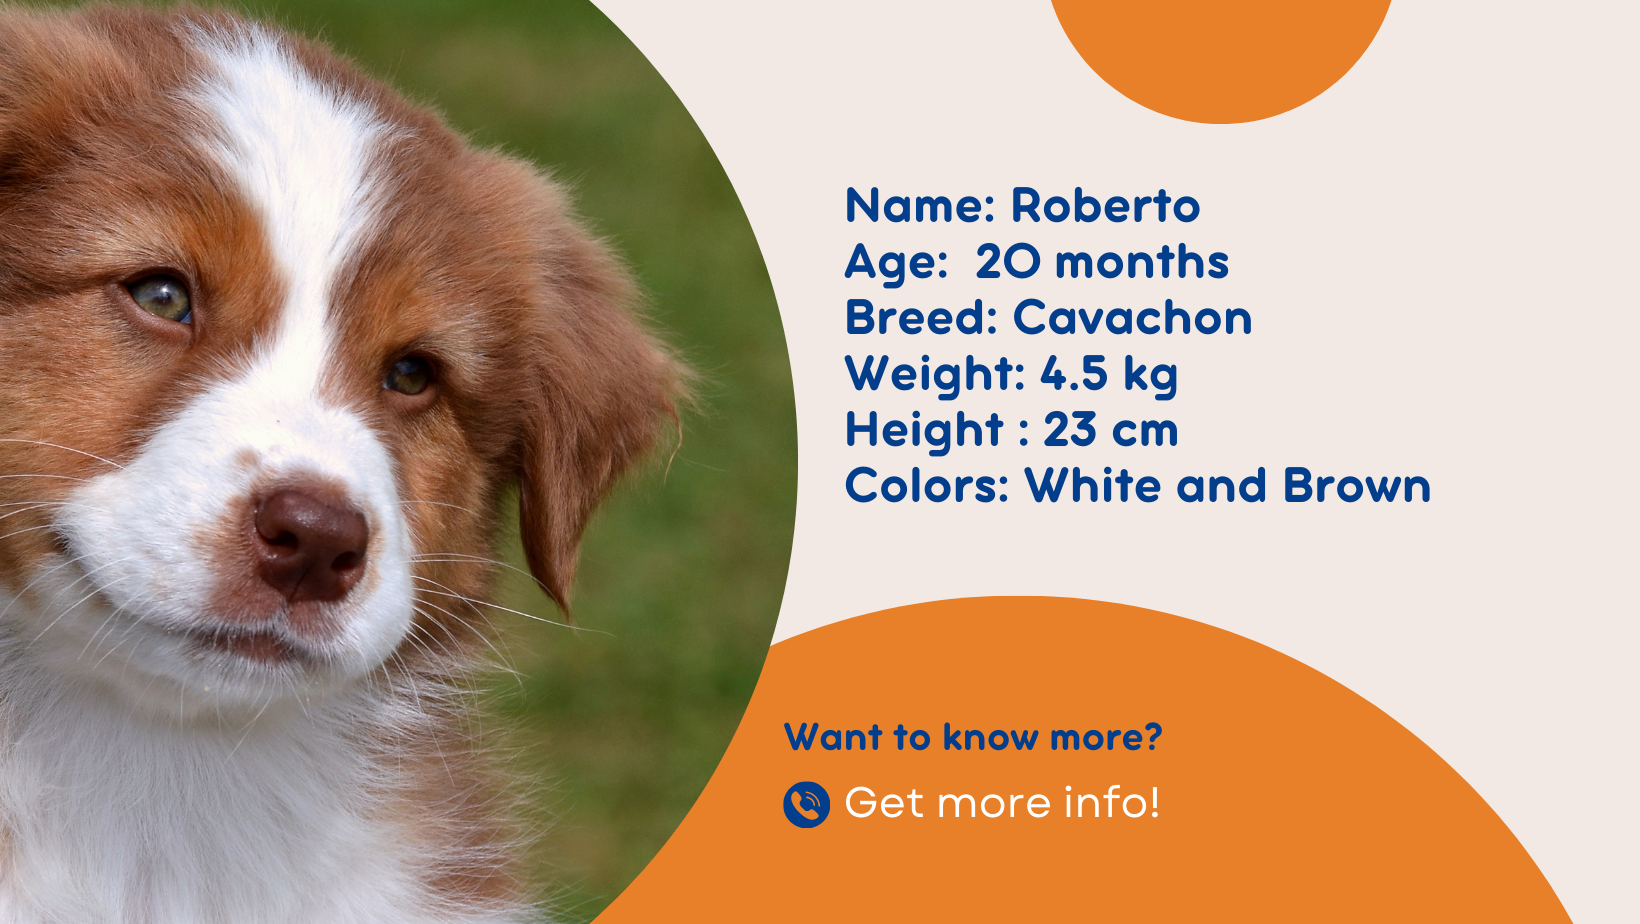 Name: Roberto
Age:  20 months
Breed: Cavachon
Weight: 4.5 kg
Height : 23 cm
Colors: White and Brown
Want to know more?
Get more info!